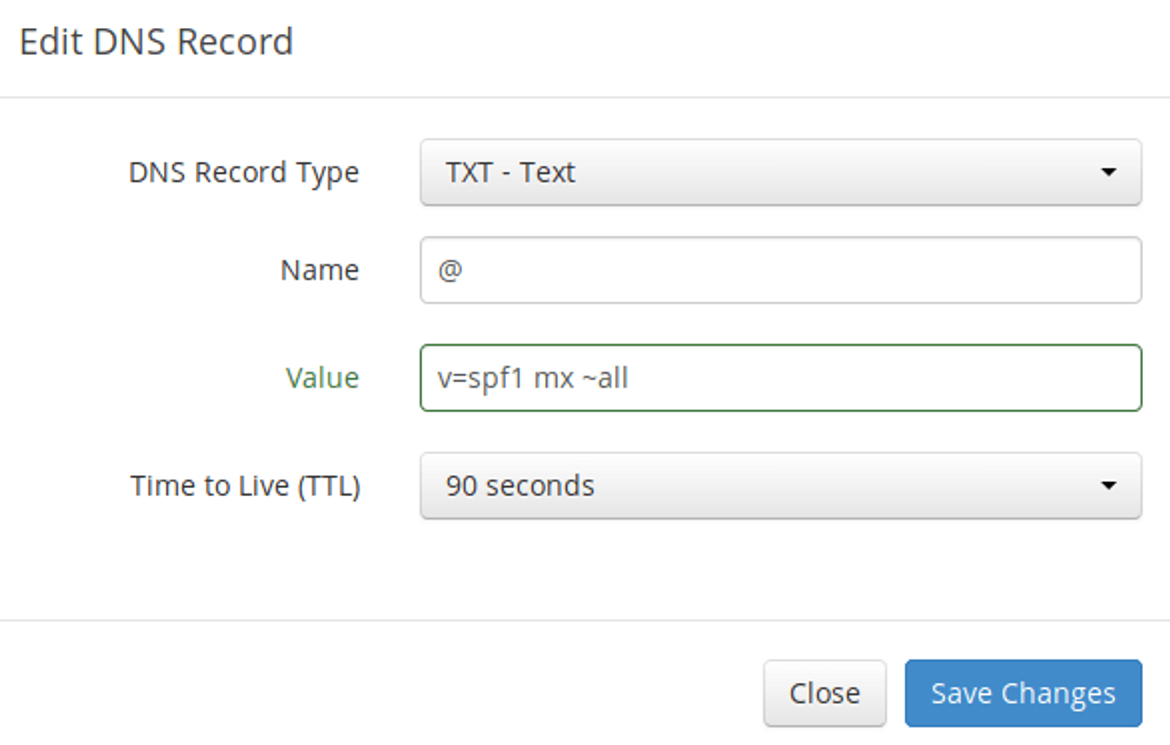 Edit DNS Record
DNS Record Type TXT - Text
Name @
Value v=spf1 mx ~all
Time to Live (TTL) 90 seconds
Close Save Changes